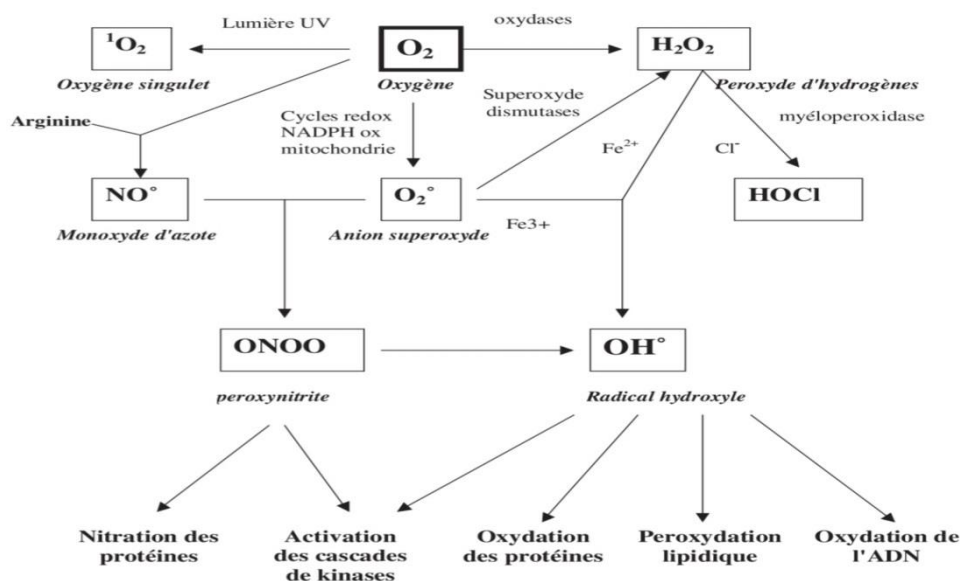 Lumière UV
oxydases
¹O₂
O₂
H₂O₂
Oxygène singulet
Oxygène
Peroxyde d'hydrogènes
Arginine
Cycles redox
NADPH ox
mitochondrie
Superoxyde
dismutases
Fe²⁺
Cl⁻
myéloperoxidase
NO°
O₂°
HOCl
Monoxyde d'azote
Anion superoxyde
Fe3+
ONOO
OH°
peroxynitrite
Radical hydroxyle
Nitration des
protéines
Activation
des cascades
de kinases
Oxydation
des protéines
Peroxydation
lipidique
Oxydation de
l'ADN